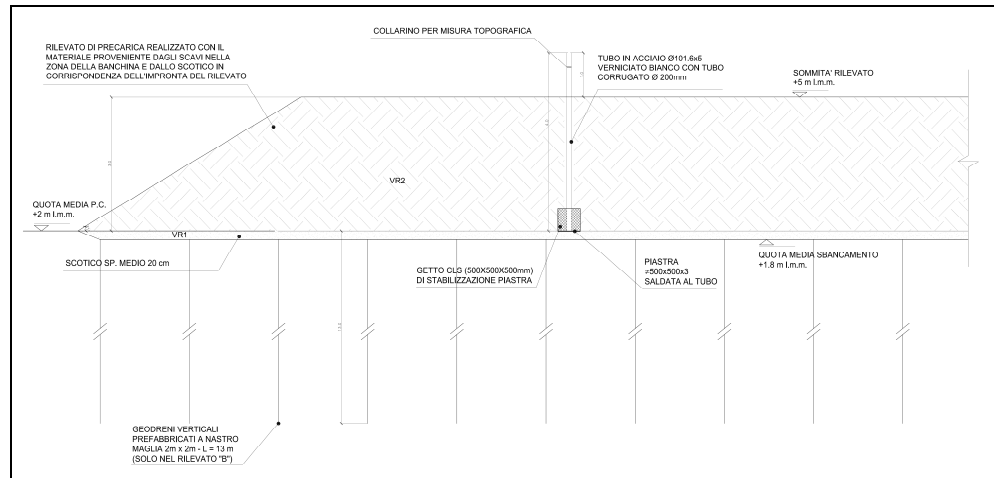 COLLARINO PER MISURA TOPOGRAFICA
RILEVATO DI PRECARICA REALIZZATO CON IL
MATERIALE PROVENIENTE DAGLI SCAVI NELLA
ZONA DELLA BANCHINA E DALLO SCOTICO IN
CORRISPONDENZA DELL'IMPRONTA DEL RILEVATO
TUBO IN ACCIAIO Ø101.6x6
VERNICIATO BIANCO CON TUBO
CORRUGATO Ø 200mm
SOMMITA' RILEVATO
+5 m l.m.m.
VR2
QUOTA MEDIA P.C.
+2 m l.m.m.
VR1
SCOTICO SP. MEDIO 20 cm
GETTO CLS (500X500X500mm)
DI STABILIZZAZIONE PIASTRA
PIASTRA
≠500x500x3
SALDATA AL TUBO
QUOTA MEDIA SBANCAMENTO
+1.8 m l.m.m.
GEODRENI VERTICALI
PREFABBRICATI A NASTRO
MAGLIA 2m x 2m - L = 13 m
(SOLO NEL RILEVATO "B")